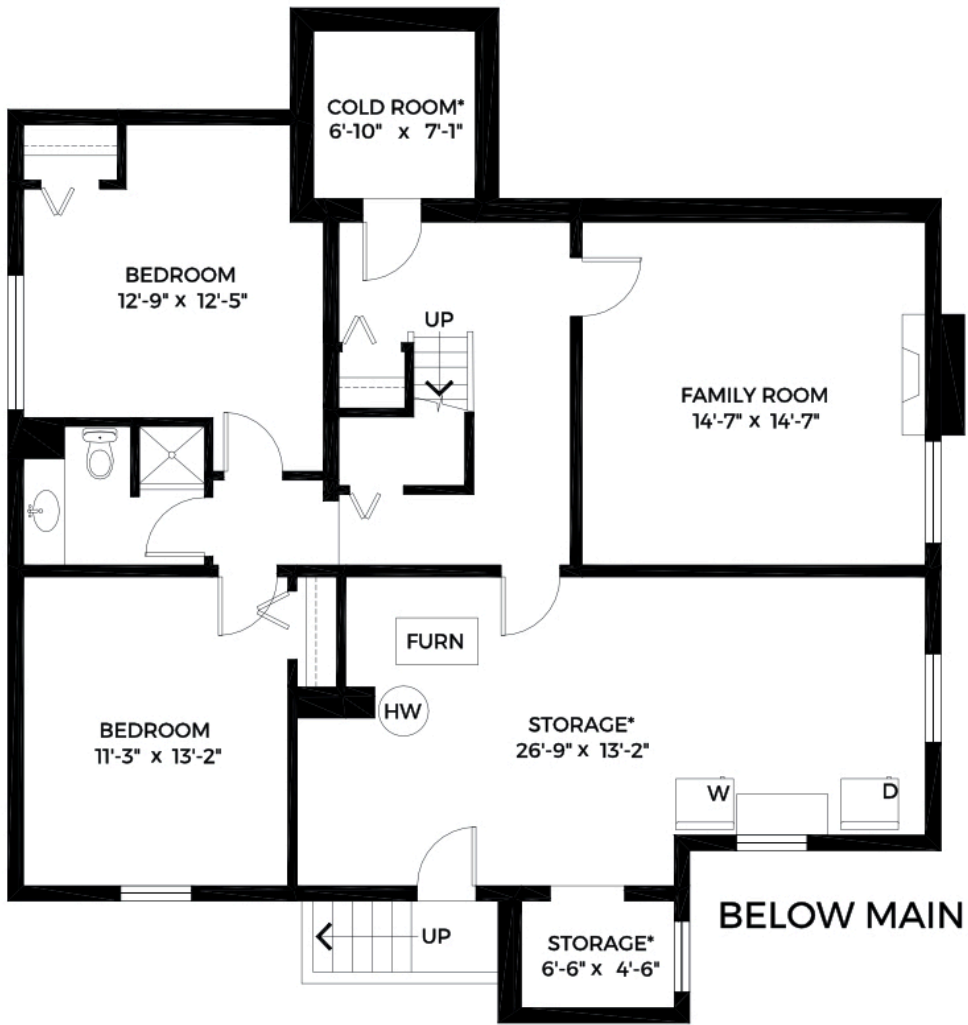 COLD ROOM*
6'-10" x 7'-1"
BEDROOM
12'-9" x 12'-5"
UP
FAMILY ROOM
14'-7" x 14'-7"
FURN
HW
BEDROOM
11'-3" x 13'-2"
STORAGE*
26'-9" x 13'-2"
W
D
UP
STORAGE*
6'-6" x 4'-6"
BELOW MAIN